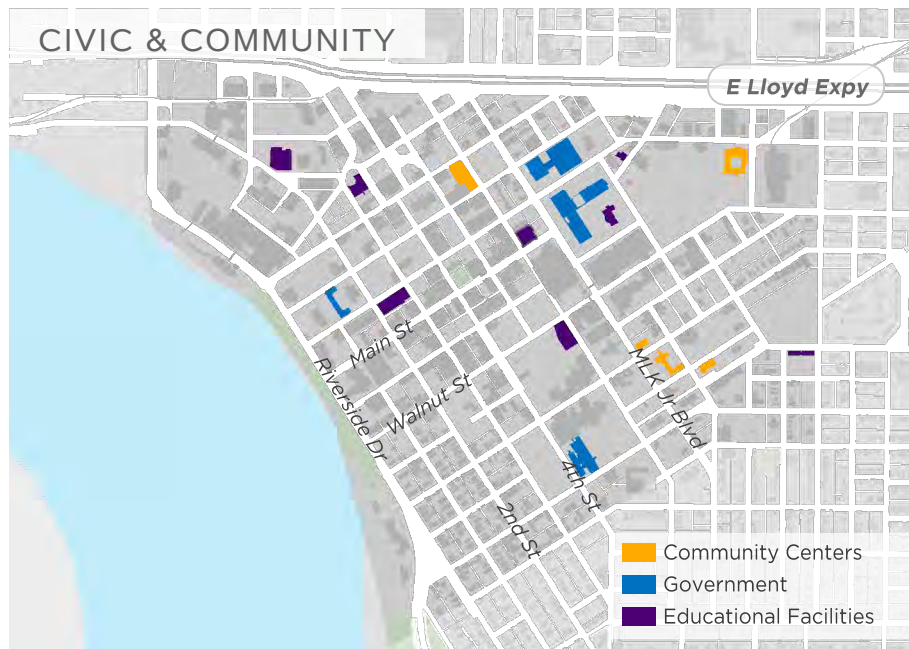 CIVIC & COMMUNITY
E Lloyd Expy
Main St
Riverside Dr
Walnut St
MLK Jr Blvd
4th St
2nd St
Community Centers
Government
Educational Facilities